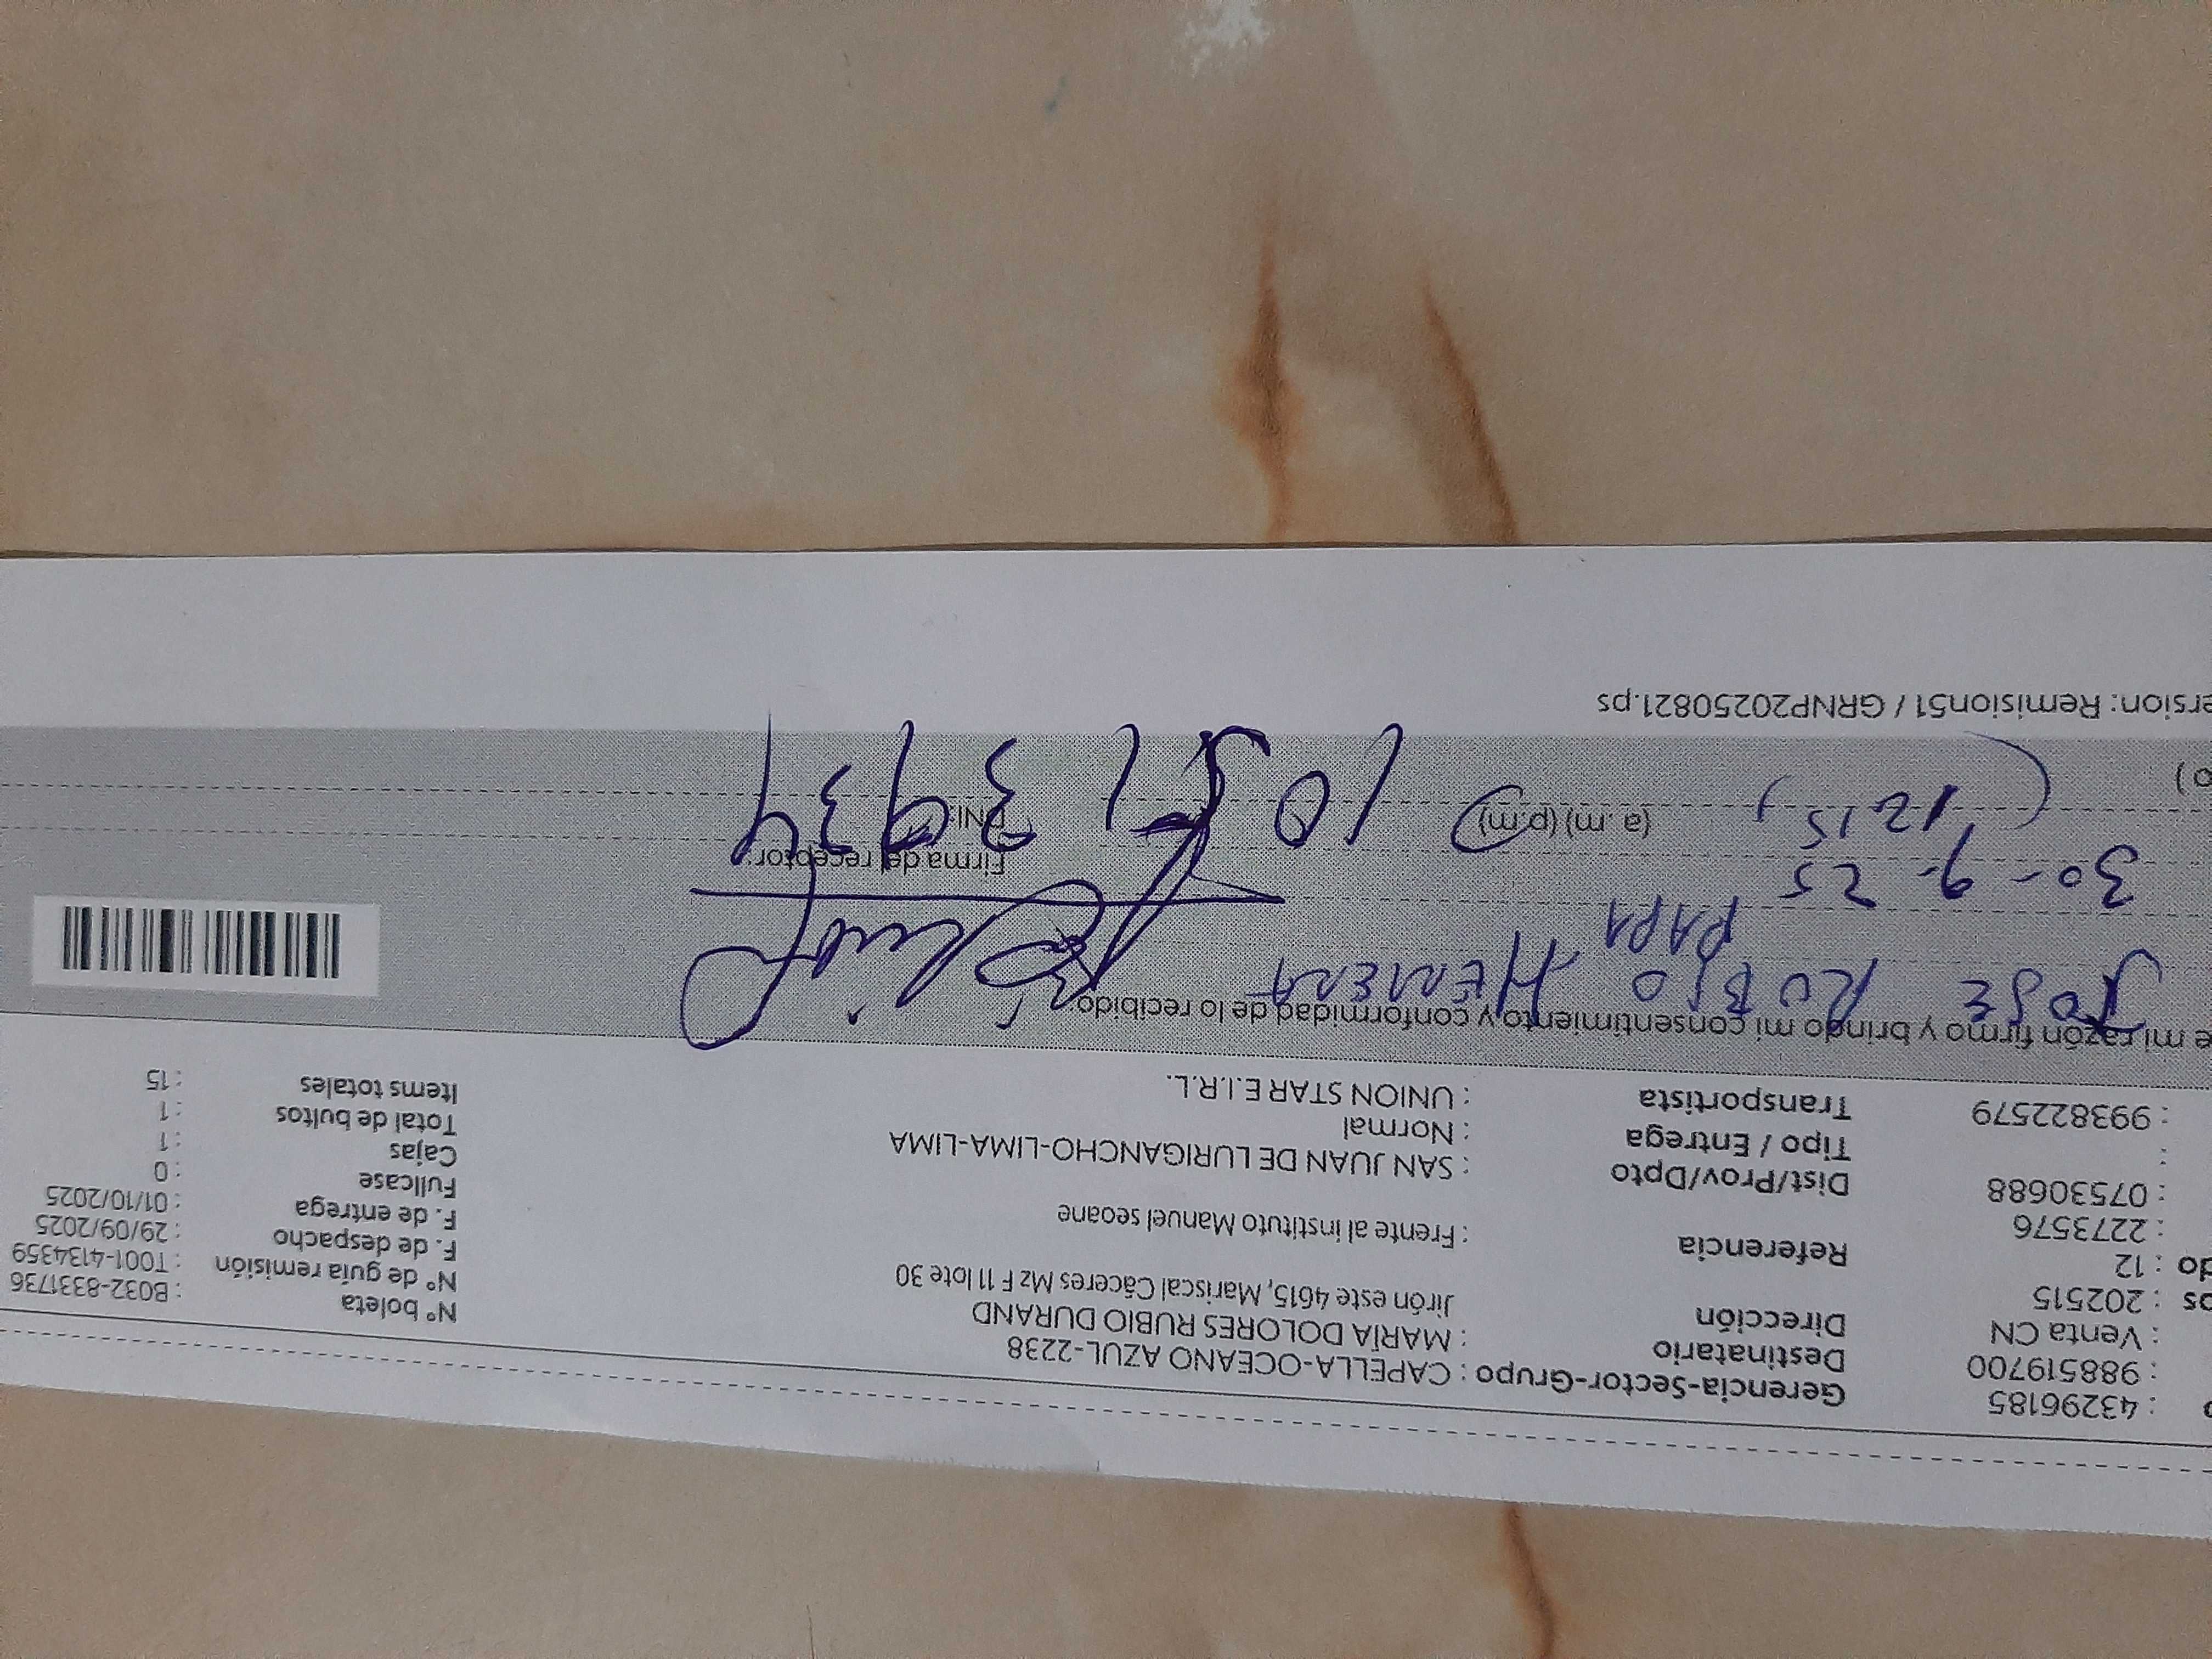 o : 43296185 Gerencia-Sector-Grupo : CAPELLA-OCEANO AZUL-2238
: 988519700 Destinatario : MARÍA DOLORES RUBIO DURAND N° boleta : B032-8331736
: Venta CN Dirección Jirón este 4615, Mariscal Cáceres Mz F 11 lote 30 N° de guía remisión : T001-4134359
os : 202515 F. de despacho : 29/09/2025
do : 12 Referencia : Frente al instituto Manuel seoane F. de entrega : 01/10/2025
: 2273576 Fullcase : 0
: 07530688 Dist/Prov/Dpto : SAN JUAN DE LURIGANCHO-LIMA-LIMA Cajas : 1
: Tipo / Entrega : Normal Total de bultos : 1
: 993822579 Transportista : UNION STAR E.I.R.L. Items totales : 15
e mi razón firmo y brindo mi consentimiento y conformidad de lo recibido:
JOSE RUBIO HERRERA
PAPA
30-9-25 Firma del receptor:
12 15 (a.m) (p.m) DNI:
o )
ersion: Remision51 / GRNP20250821.ps